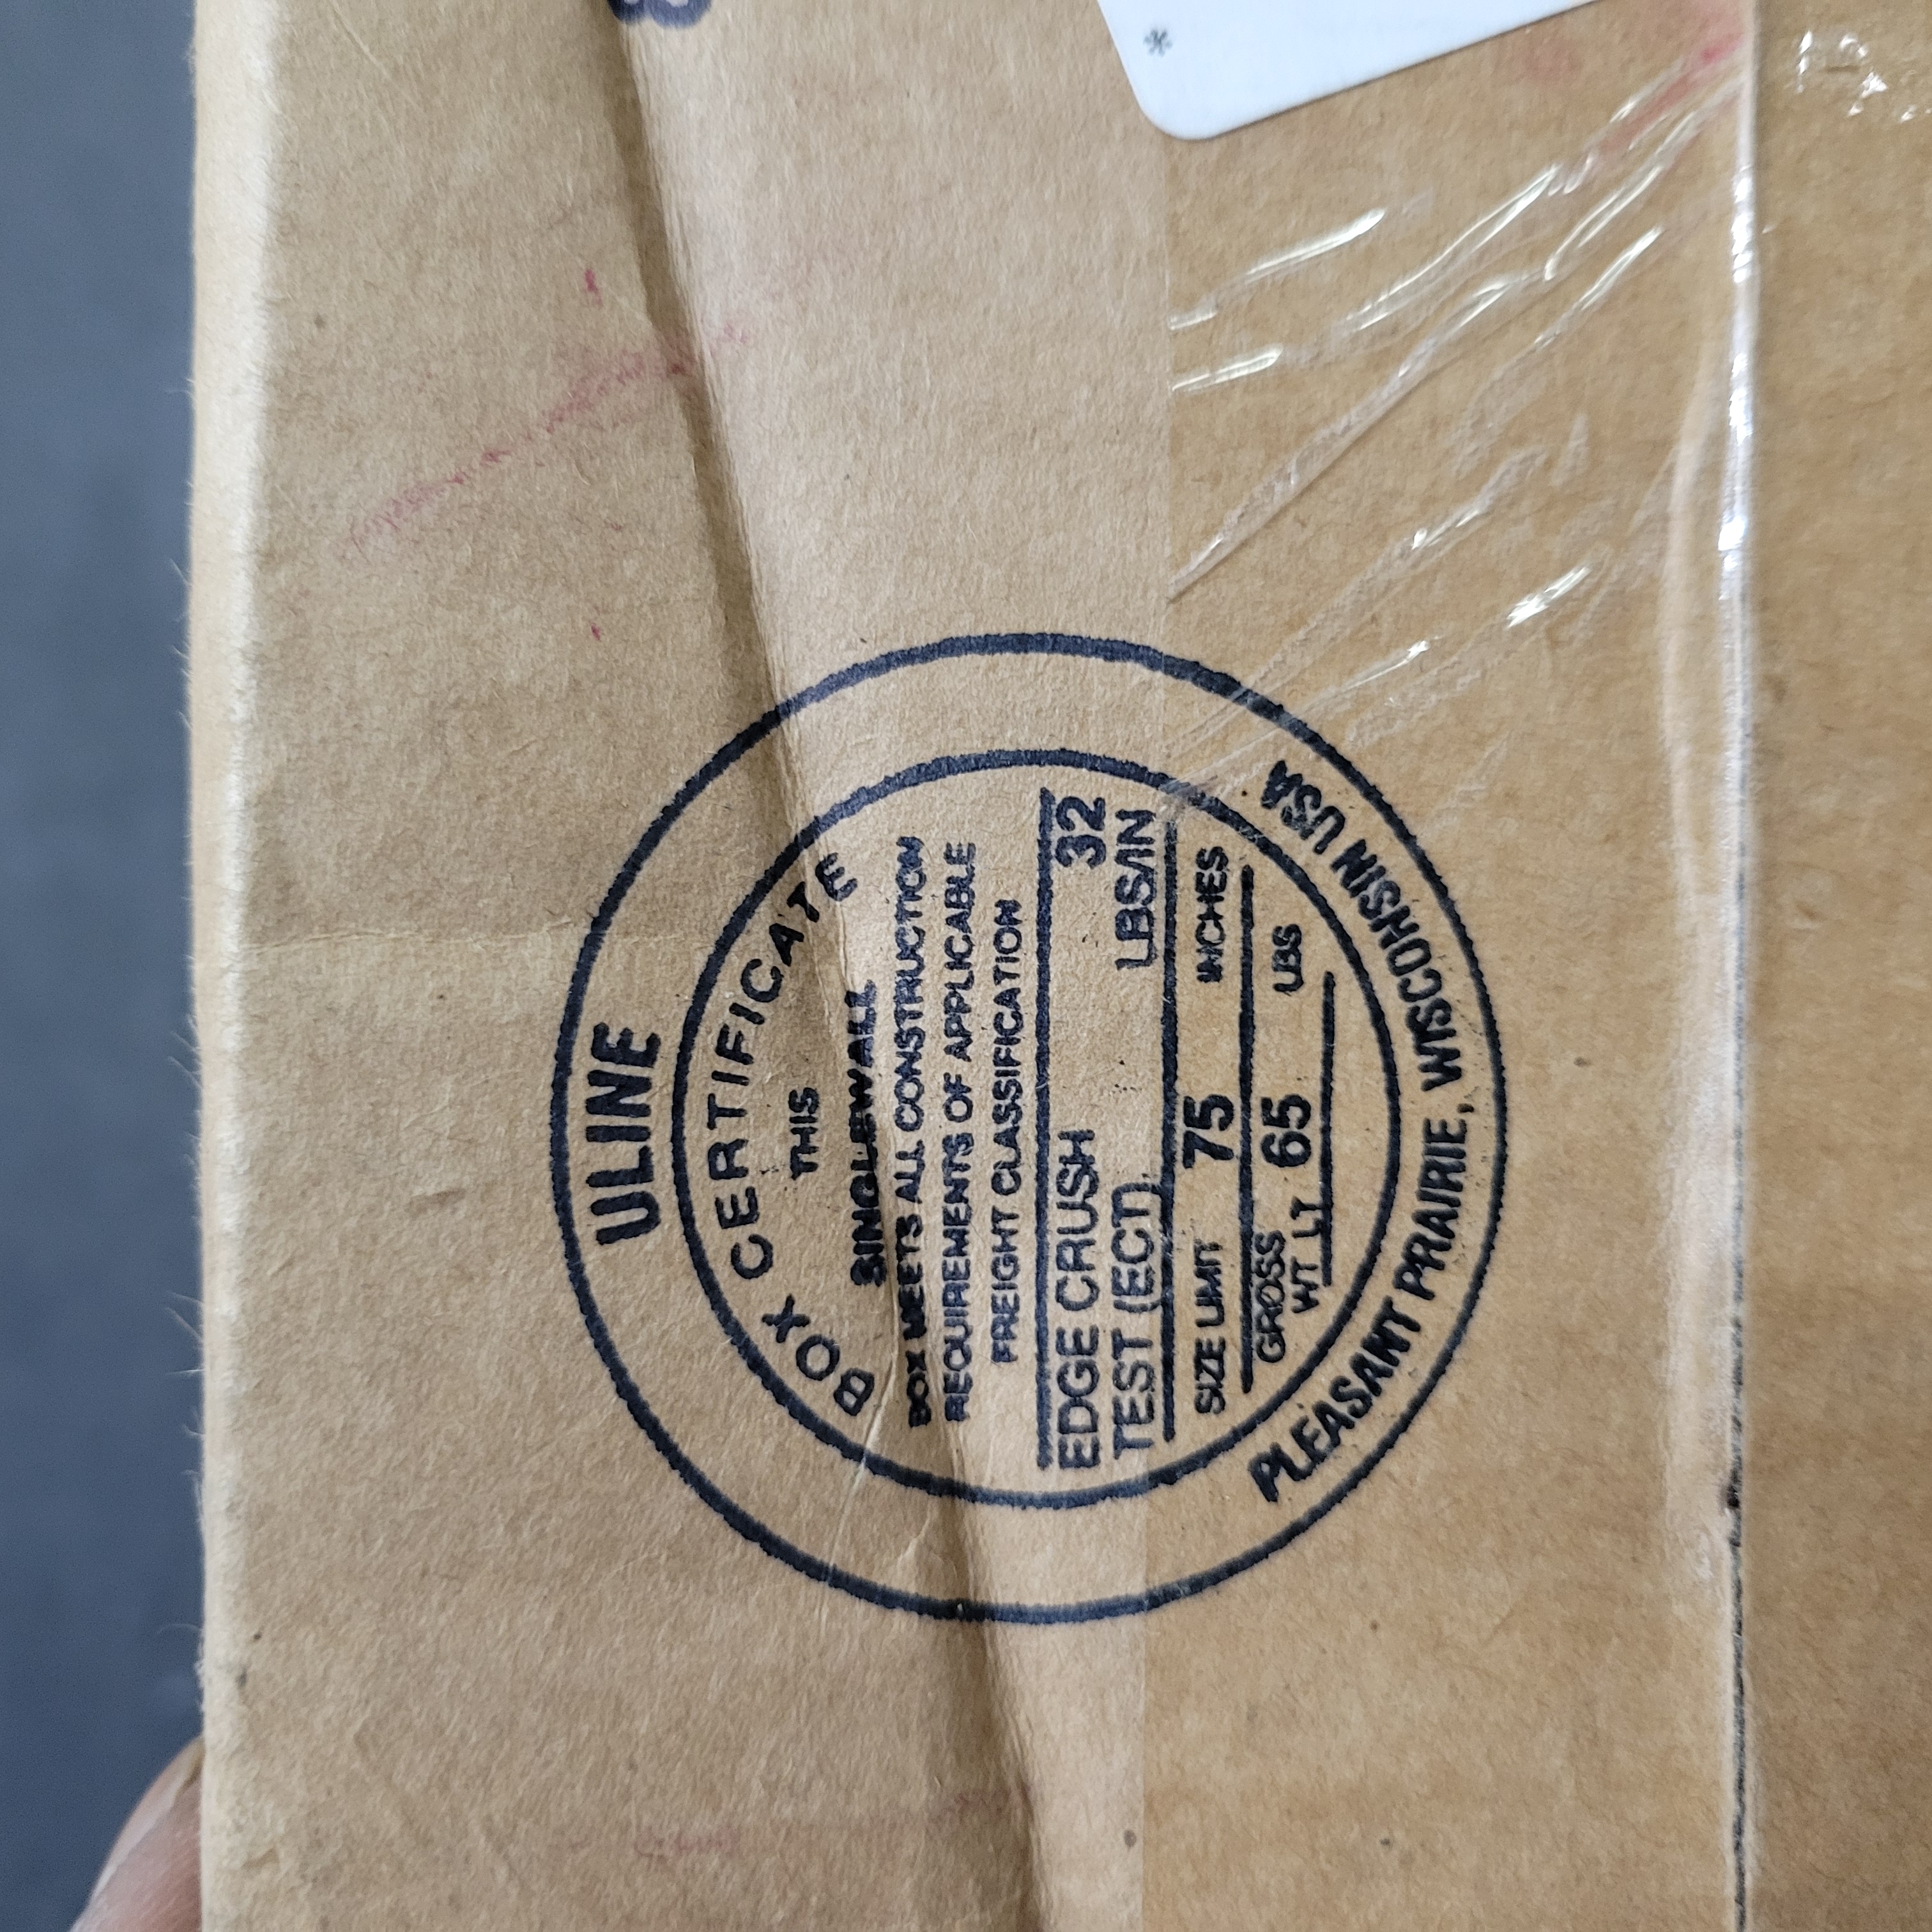 ULINE
BOX CERTIFICATE
THIS
SINGLEWALL
BOX MEETS ALL CONSTRUCTION
REQUIREMENTS OF APPLICABLE
FREIGHT CLASSIFICATION
EDGE CRUSH 32
TEST (ECT) LBS/IN
SIZE LIMIT 75 INCHES
GROSS
WT LT 65 LBS
PLEASANT PRAIRIE, WISCONSIN USA
*